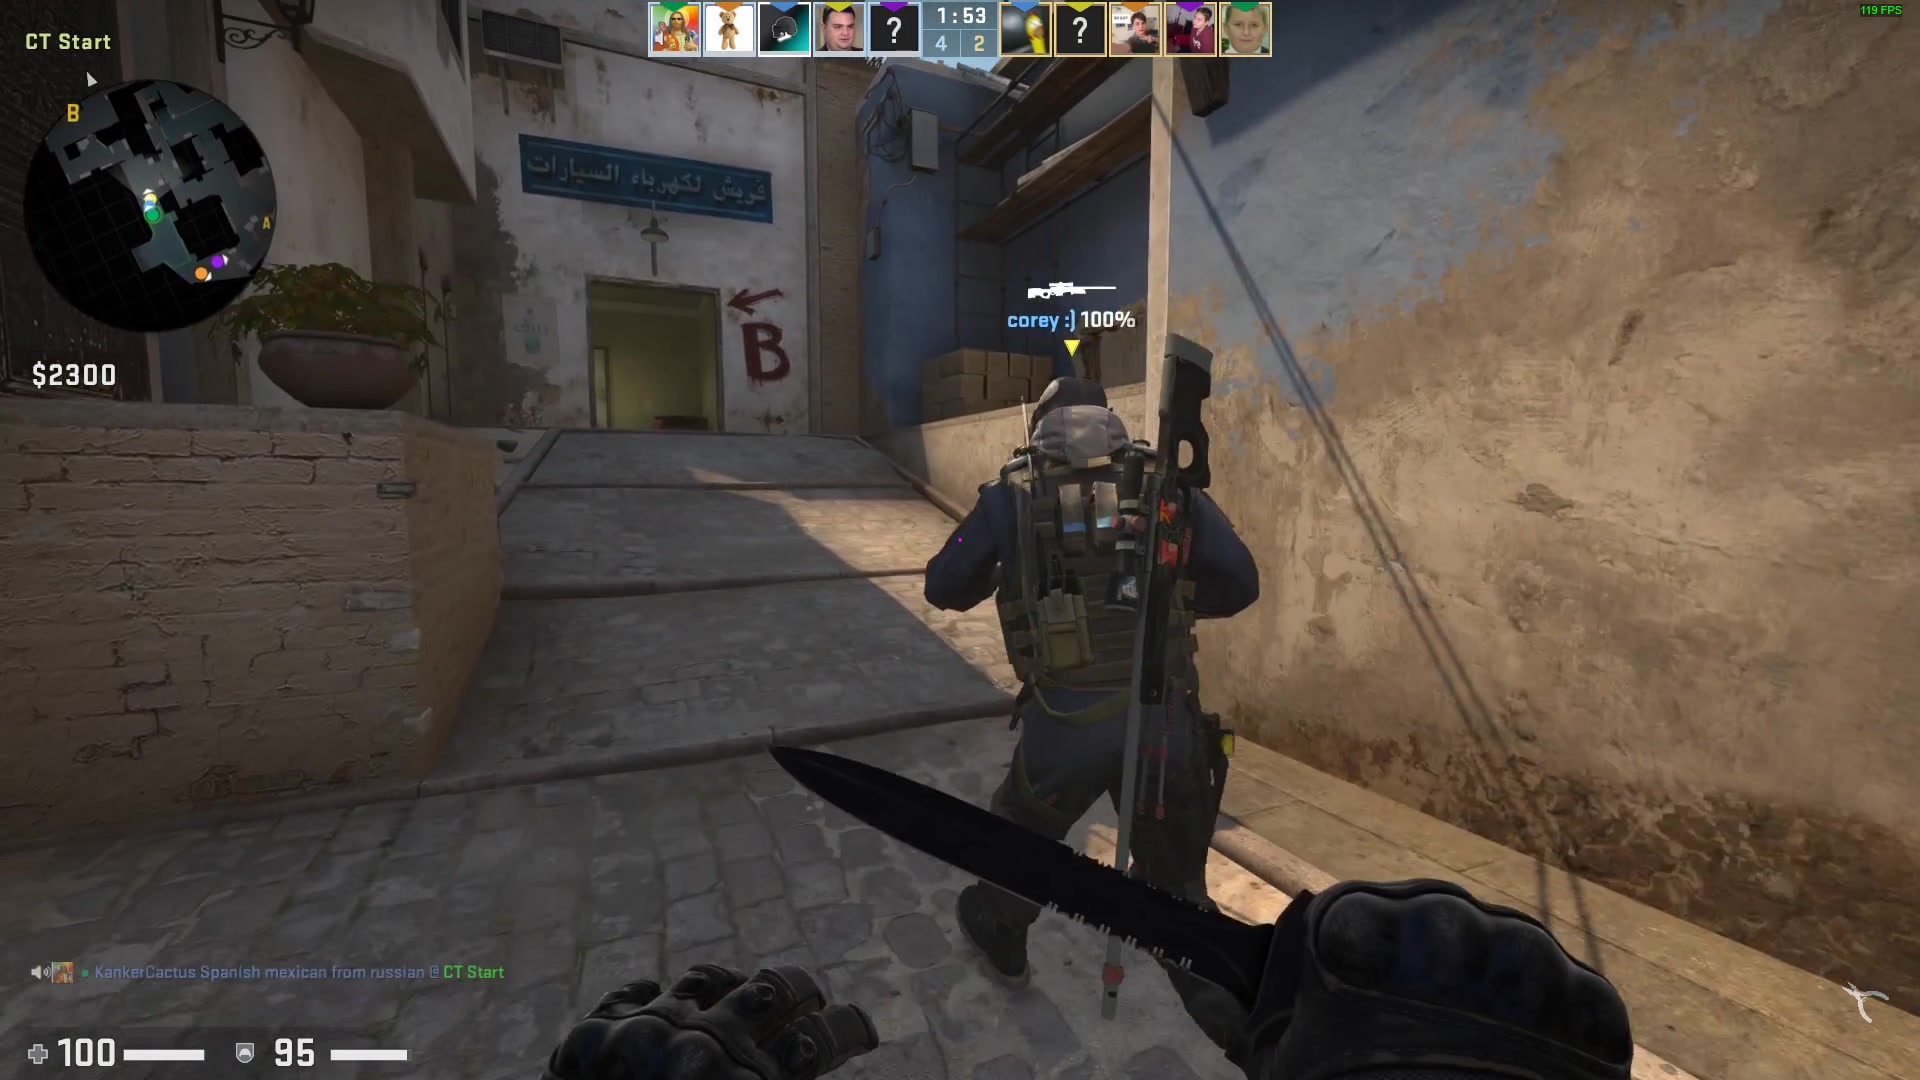 119 FPS
CT Start
1:53
4 2
?
?
B
A
قريش لكهرباء السيارات
B
corey :) 100%
$2300
KankerCactus Spanish mexican from russian @ CT Start
100
95